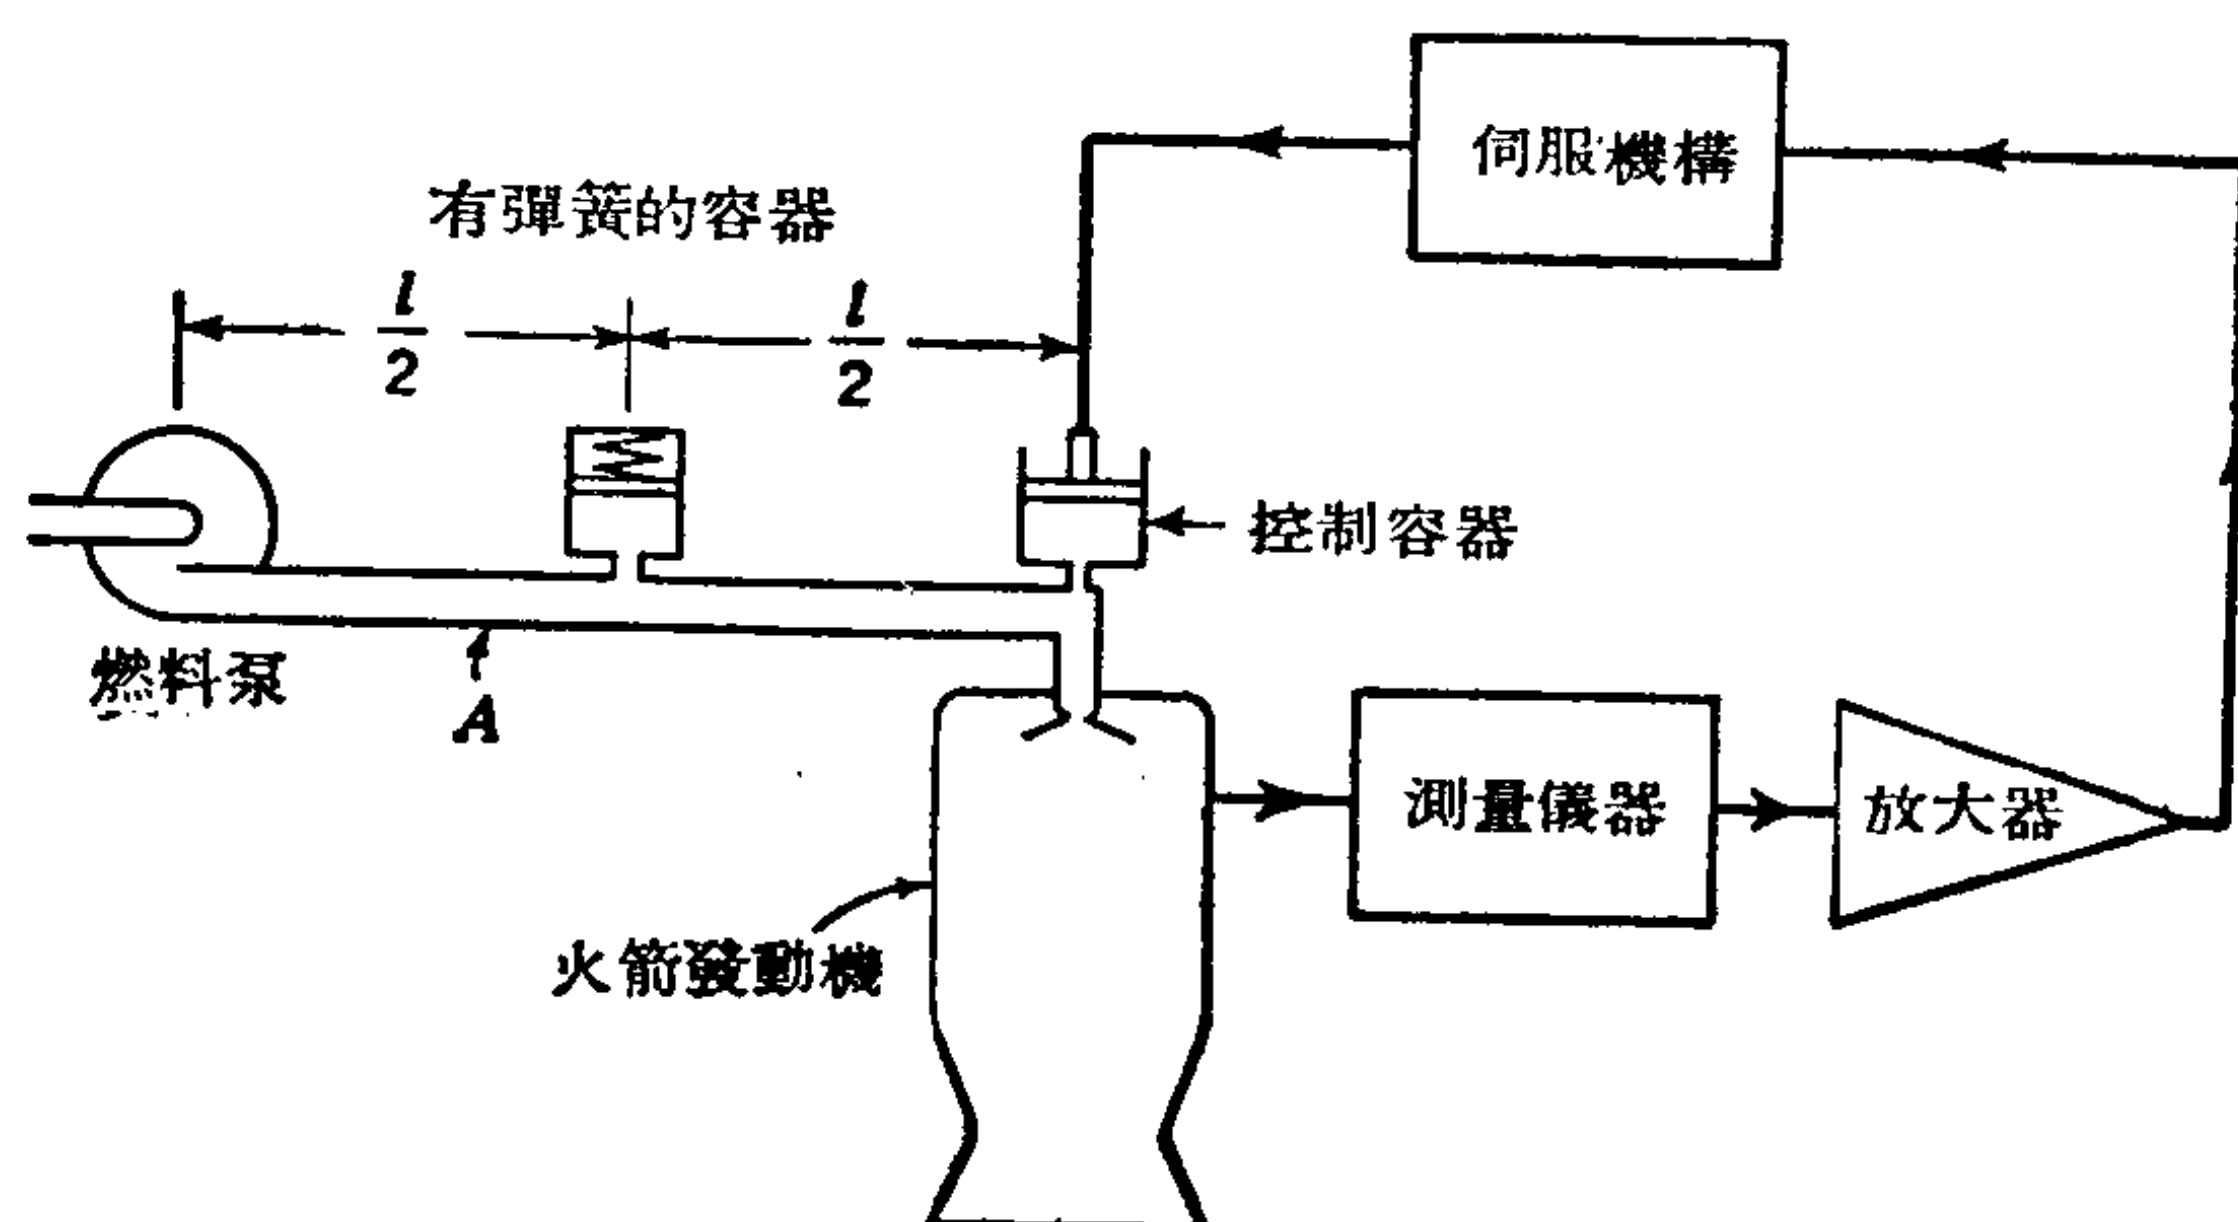 伺服機構
有彈簧的容器
l/2
l/2
控制容器
燃料泵
A
測量儀器
放大器
火箭發動機